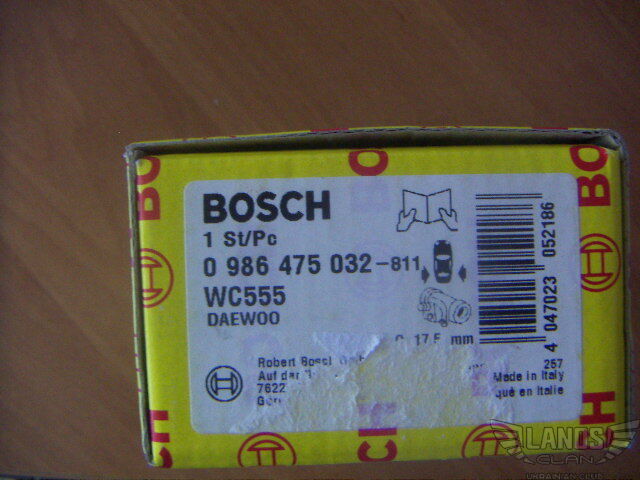 BOSCH
1 St/Pc
0 986 475 032-811
WC555
DAEWOO
17.5 mm
Robert Bosch
Auf der
7622
257
Made in Italy
qué en Italie
4 047023 052186
BOSCH
LANOS
CLAN
UKRAINIAN CLUB